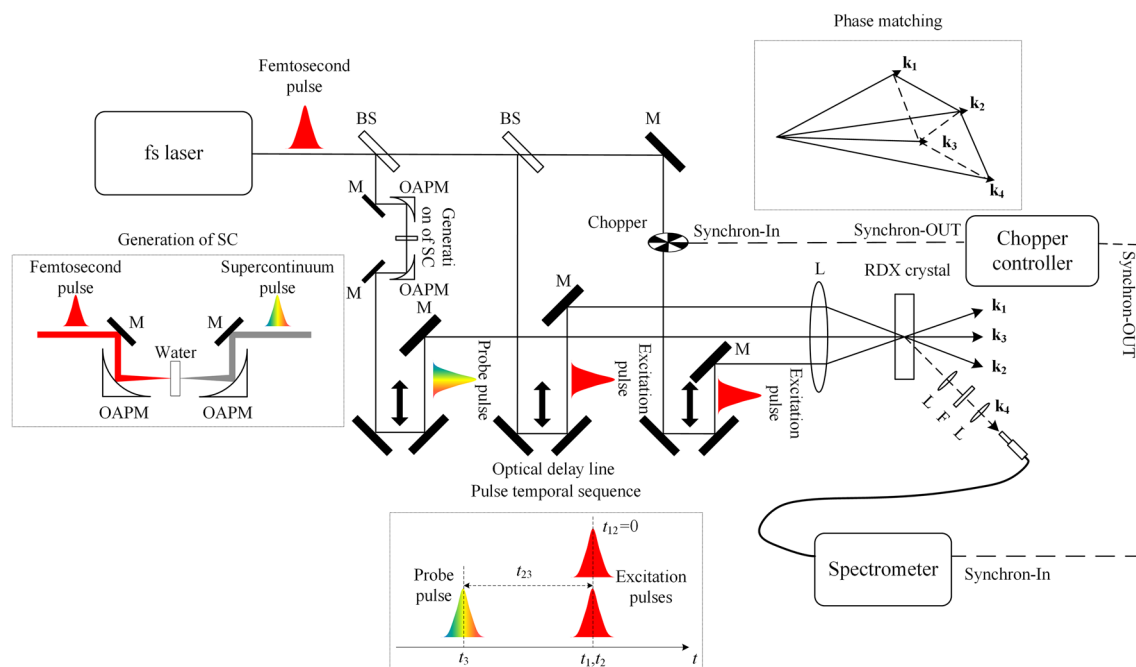 Phase matching
k1
k2
k3
k4
Femtosecond
pulse
fs laser
BS
BS
M
M
OAPM
Generati
on of SC
OAPM
M
M
Chopper
Synchron-In
Synchron-OUT
Chopper
controller
Synchron-OUT
Generation of SC
Femtosecond
pulse
Supercontinuum
pulse
M
M
Water
OAPM
OAPM
M
L
RDX crystal
k1
k3
k2
k4
L
F
L
M
Probe pulse
Excitation
pulse
Excitation
pulse
Optical delay line
Pulse temporal sequence
t12=0
t23
Probe
pulse
Excitation
pulses
t3
t1,t2
t
Spectrometer
Synchron-In